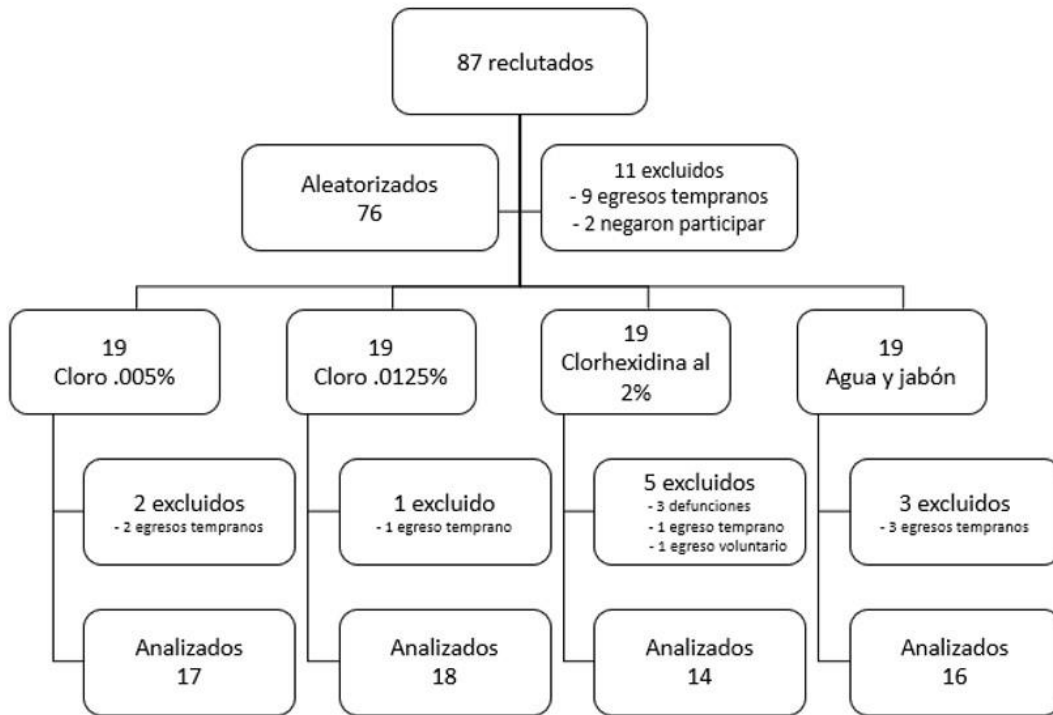 87 reclutados
Aleatorizados
76
11 excluidos
- 9 egresos tempranos
- 2 negaron participar
19
Cloro .005%
19
Cloro .0125%
19
Clorhexidina al
2%
19
Agua y jabón
2 excluidos
- 2 egresos tempranos
1 excluido
- 1 egreso temprano
5 excluidos
- 3 defunciones
- 1 egreso temprano
- 1 egreso voluntario
3 excluidos
- 3 egresos tempranos
Analizados
17
Analizados
18
Analizados
14
Analizados
16